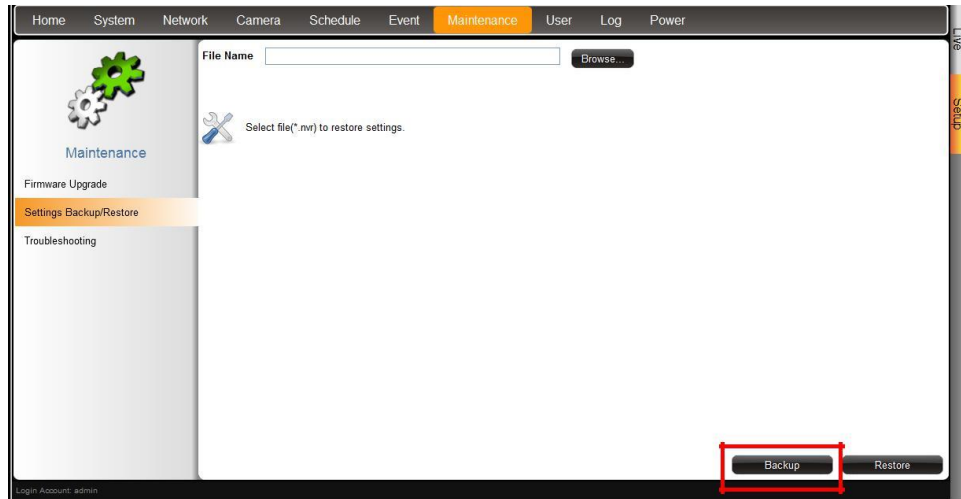 Home System Network Camera Schedule Event Maintenance User Log Power
Live
Setup
Maintenance
Firmware Upgrade
Settings Backup/Restore
Troubleshooting
File Name Browse...
Select file(*.nvr) to restore settings.
Backup Restore
Login Account: admin